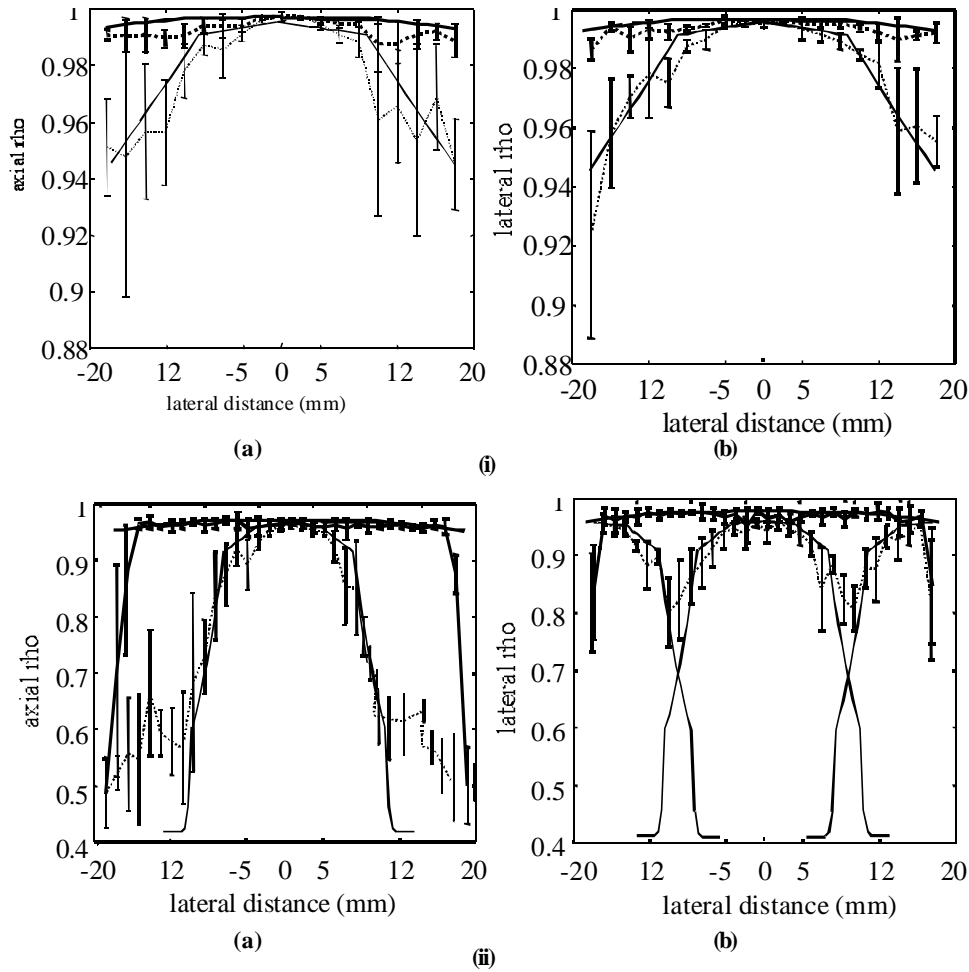 1
0.98
0.96
0.94
0.92
0.9
0.88
axial rho
-20 12 -5 0 5 12 20
lateral distance (mm)
(a)
1
0.98
0.96
0.94
0.92
0.9
0.88
lateral rho
-20 12 -5 0 5 12 20
lateral distance (mm)
(b)
(i)
1
0.9
0.8
0.7
0.6
0.5
0.4
axial rho
-20 12 -5 0 5 12 20
lateral distance (mm)
(a)
1
0.9
0.8
0.7
0.6
0.5
0.4
lateral rho
-20 12 -5 0 5 12 20
lateral distance (mm)
(b)
(ii)